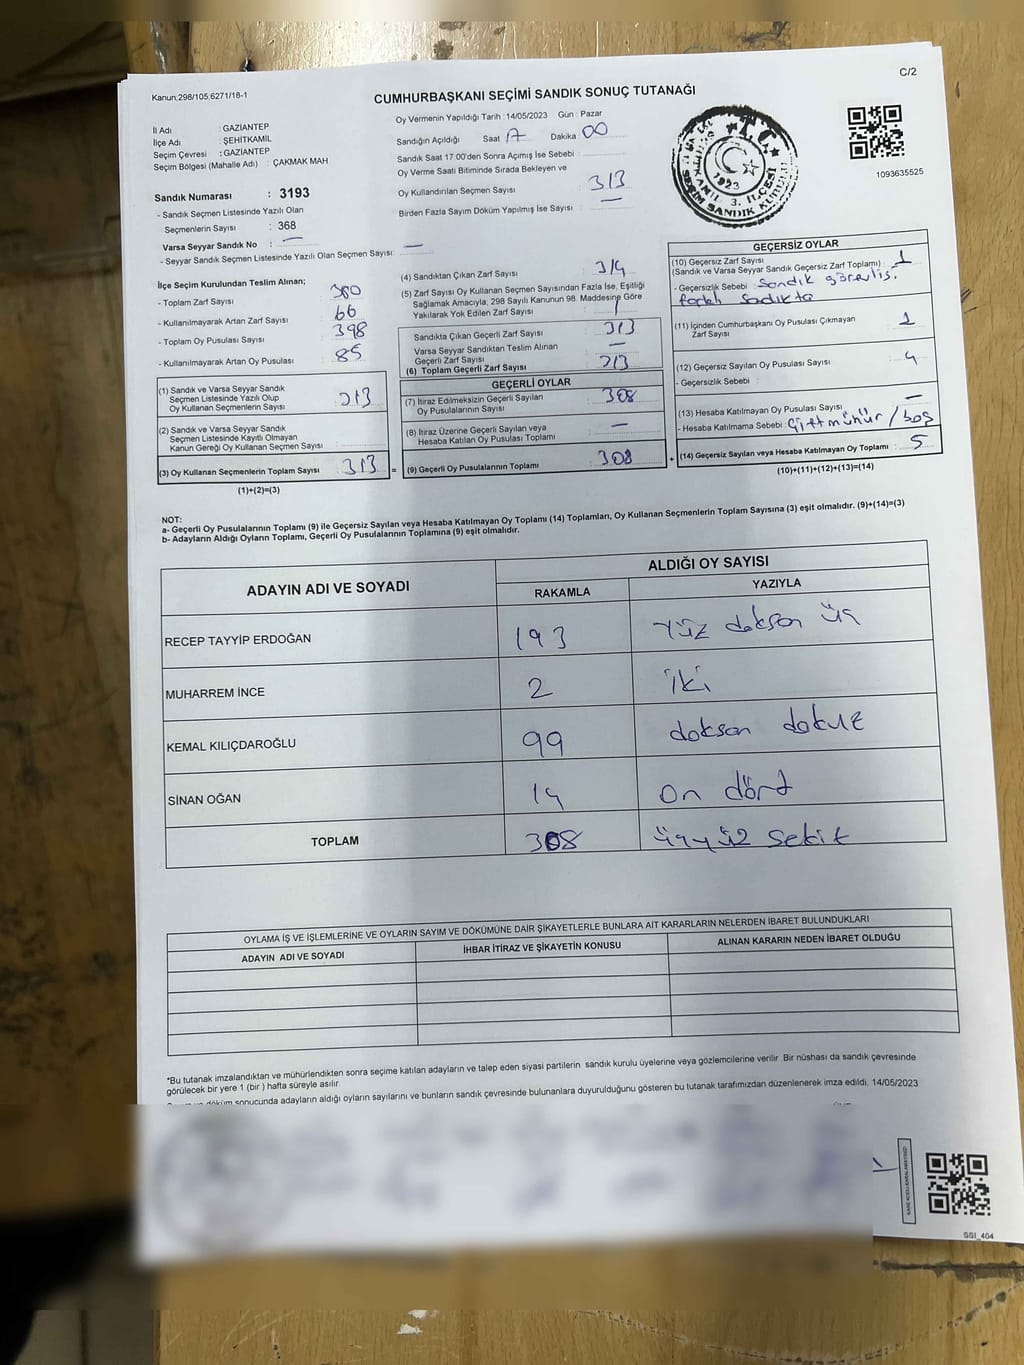 C/2
Kanun;298/105,6271/18-1
CUMHURBAŞKANI SEÇİMİ SANDIK SONUÇ TUTANAĞI
İl Adı : GAZİANTEP
İlçe Adı : ŞEHİTKAMİL
Seçim Çevresi : GAZİANTEP
Seçim Bölgesi (Mahalle Adı) : ÇAKMAK MAH
Sandık Numarası : 3193
- Sandık Seçmen Listesinde Yazılı Olan
Seçmenlerin Sayısı : 368
Varsa Seyyar Sandık No : —
- Seyyar Sandık Seçmen Listesinde Yazılı Olan Seçmen Sayısı: —
Oy Vermenin Yapıldığı Tarih : 14/05/2023 Gün : Pazar
Sandığın Açıldığı Saat 17 Dakika 00
Sandık Saat 17:00'den Sonra Açımış İse Sebebi
Oy Verme Saati Bitiminde Sırada Bekleyen ve
Oy Kullandırılan Seçmen Sayısı 313
Birden Fazla Sayım Döküm Yapılmış İse Sayısı —
T.C.
1923
3. İLÇESİ
SEÇİM SANDIK KURULU
1093635525
İlçe Seçim Kurulundan Teslim Alınan;
- Toplam Zarf Sayısı 380
- Kullanılmayarak Artan Zarf Sayısı 66
- Toplam Oy Pusulası Sayısı 398
- Kullanılmayarak Artan Oy Pusulası 85
(1) Sandık ve Varsa Seyyar Sandık
Seçmen Listesinde Yazılı Olup
Oy Kullanan Seçmenlerin Sayısı 313
(2) Sandık ve Varsa Seyyar Sandık
Seçmen Listesinde Kayıtlı Olmayan
Kanun Gereği Oy Kullanan Seçmen Sayısı :
(3) Oy Kullanan Seçmenlerin Toplam Sayısı 313 =
(1)+(2)=(3)
(4) Sandıktan Çıkan Zarf Sayısı 314
(5) Zarf Sayısı Oy Kullanan Seçmen Sayısından Fazla İse, Eşitliği
Sağlamak Amacıyla; 298 Sayılı Kanunun 98. Maddesine Göre
Yakılarak Yok Edilen Zarf Sayısı 1
Sandıkta Çıkan Geçerli Zarf Sayısı 313
Varsa Seyyar Sandıktan Teslim Alınan
Geçerli Zarf Sayısı —
(6) Toplam Geçerli Zarf Sayısı 313
GEÇERLİ OYLAR
(7) İtiraz Edilmeksizin Geçerli Sayılan
Oy Pusulalarının Sayısı 308
(8) İtiraz Üzerine Geçerli Sayılan veya
Hesaba Katılan Oy Pusulası Toplamı —
(9) Geçerli Oy Pusulalarının Toplamı 308 +
GEÇERSİZ OYLAR
(10) Geçersiz Zarf Sayısı
(Sandık ve Varsa Seyyar Sandık Geçersiz Zarf Toplamı) : 1
- Geçersizlik Sebebi : Sandık görevlisi
farklı sadıkta
(11) İçinden Cumhurbaşkanı Oy Pusulası Çıkmayan
Zarf Sayısı : 1
(12) Geçersiz Sayılan Oy Pusulası Sayısı : 4
- Geçersizlik Sebebi :
(13) Hesaba Katılmayan Oy Pusulası Sayısı : —
- Hesaba Katılmama Sebebi : Çift mühür / boş
(14) Geçersiz Sayılan veya Hesaba Katılmayan Oy Toplamı : 5
(10)+(11)+(12)+(13)=(14)
NOT:
a- Geçerli Oy Pusulalarının Toplamı (9) ile Geçersiz Sayılan veya Hesaba Katılmayan Oy Toplamı (14) Toplamları, Oy Kullanan Seçmenlerin Toplam Sayısına (3) eşit olmalıdır. (9)+(14)=(3)
b- Adayların Aldığı Oyların Toplamı, Geçerli Oy Pusulalarının Toplamına (9) eşit olmalıdır.
ADAYIN ADI VE SOYADI ALDIĞI OY SAYISI
RAKAMLA YAZIYLA
RECEP TAYYİP ERDOĞAN 193 Yüz doksan üç
MUHARREM İNCE 2 iki
KEMAL KILIÇDAROĞLU 99 doksan dokuz
SİNAN OĞAN 14 on dört
TOPLAM 308 üçyüz sekiz
OYLAMA İŞ VE İŞLEMLERİNE VE OYLARIN SAYIM VE DÖKÜMÜNE DAİR ŞİKAYETLERLE BUNLARA AİT KARARLARIN NELERDEN İBARET BULUNDUKLARI
ADAYIN ADI VE SOYADI İHBAR İTİRAZ VE ŞİKAYETİN KONUSU ALINAN KARARIN NEDEN İBARET OLDUĞU
*Bu tutanak imzalandıktan ve mühürlendikten sonra seçime katılan adayların ve talep eden siyasi partilerin sandık kurulu üyelerine veya gözlemcilerine verilir .Bir nüshası da sandık çevresinde
görülecek bir yere 1 (bir ) hafta süreyle asılır.
döküm sonucunda adayların aldığı oyların sayılarını ve bunların sandık çevresinde bulunanlara duyurulduğunu gösteren bu tutanak tarafımızdan düzenlenerek imza edildi. 14/05/2023
SSI_404